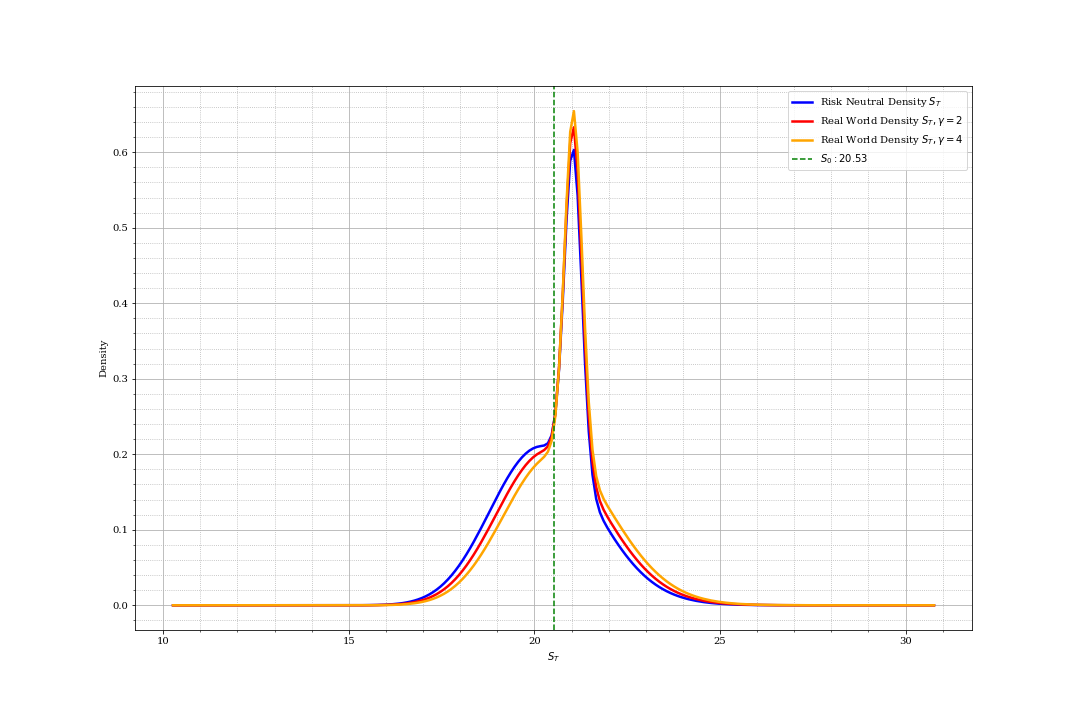 Risk Neutral Density $S_T$
Real World Density $S_T, γ = 2$
Real World Density $S_T, γ = 4$
$S_0 : 20.53$
0.6
0.5
0.4
0.3
0.2
0.1
0.0
Density
10 15 20 25 30
$S_T$